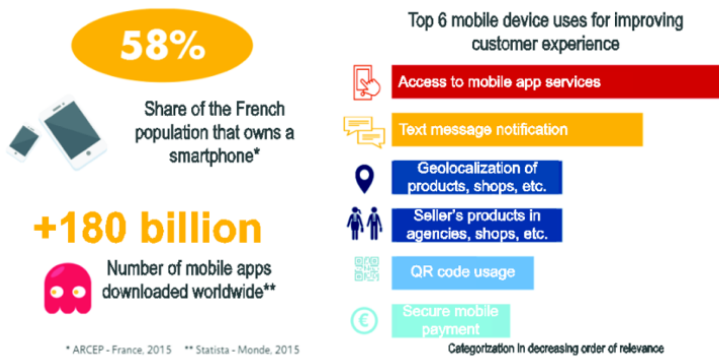 58%
Share of the French
population that owns a
smartphone*
+180 billion
Number of mobile apps
downloaded worldwide**
* ARCEP - France, 2015 ** Statista - Monde, 2015
Top 6 mobile device uses for improving
customer experience
Access to mobile app services
Text message notification
Geolocalization of
products, shops, etc.
Seller's products in
agencies, shops, etc.
QR code usage
Secure mobile
payment
Categorization in decreasing order of relevance